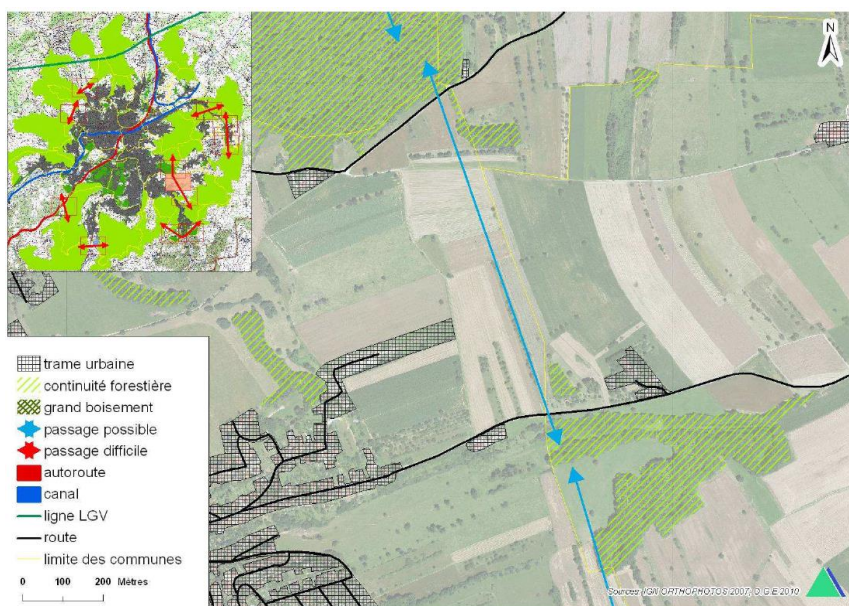 N
trame urbaine
continuité forestière
grand boisement
passage possible
passage difficile
autoroute
canal
ligne LGV
route
limite des communes
0 100 200 Mètres
Sources: IGN ORTHOPHOTOS 2007, O G E 2010